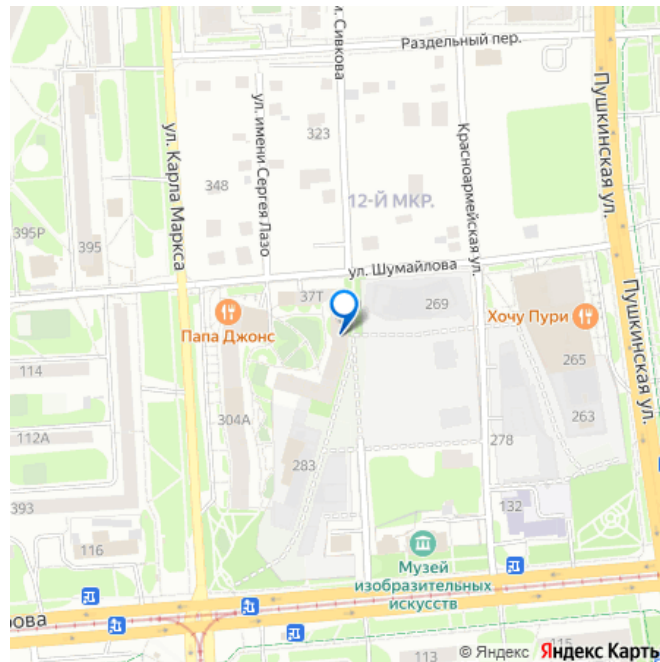 м. Сивкова
Раздельный пер.
Пушкинская ул.
ул. Карла Маркса
ул. имени Сергея Лазо
323
Красноармейская ул.
348
12-Й МКР.
395Р
395
ул. Шумайлова
37Т
269
Папа Джонс
Хочу Пури
Пушкинская ул.
114
265
304А
263
112А
278
283
393
132
116
Музей
изобразительных
искусств
рова
113
115
© Яндекс Яндекс Карты